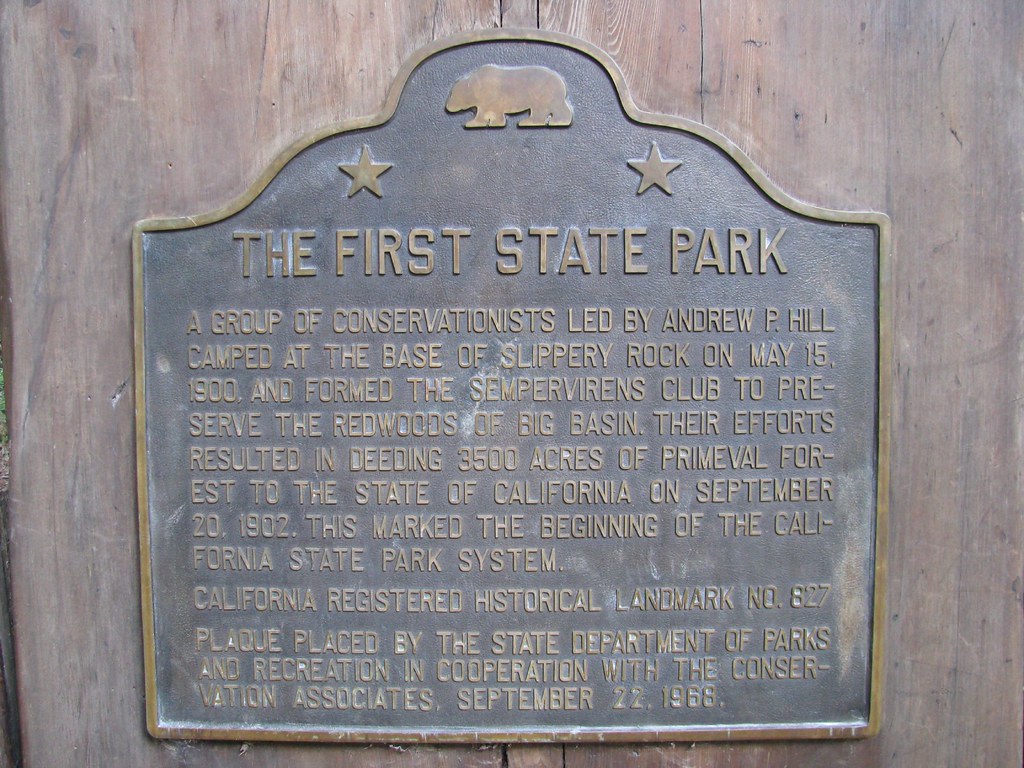 THE FIRST STATE PARK
A GROUP OF CONSERVATIONISTS LED BY ANDREW P. HILL
CAMPED AT THE BASE OF SLIPPERY ROCK ON MAY 15,
1900, AND FORMED THE SEMPERVIRENS CLUB TO PRE-
SERVE THE REDWOODS OF BIG BASIN. THEIR EFFORTS
RESULTED IN DEEDING 3500 ACRES OF PRIMEVAL FOR-
EST TO THE STATE OF CALIFORNIA ON SEPTEMBER
20, 1902. THIS MARKED THE BEGINNING OF THE CALI-
FORNIA STATE PARK SYSTEM.
CALIFORNIA REGISTERED HISTORICAL LANDMARK NO. 827
PLAQUE PLACED BY THE STATE DEPARTMENT OF PARKS
AND RECREATION IN COOPERATION WITH THE CONSER-
VATION ASSOCIATES, SEPTEMBER 22, 1968.